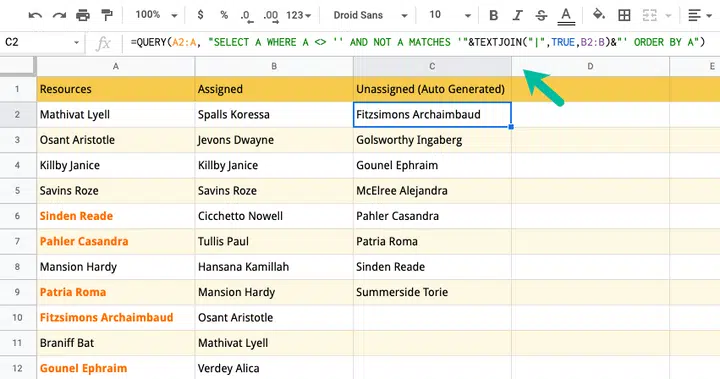 100% $ % .0 .00 123 Droid Sans 10 B I S A
C2 fx =QUERY(A2:A, "SELECT A WHERE A <> '' AND NOT A MATCHES '"&TEXTJOIN("|",TRUE,B2:B)&"' ORDER BY A")
A B C D E
1 Resources Assigned Unassigned (Auto Generated)
2 Mathivat Lyell Spalls Koressa Fitzsimons Archaimbaud
3 Osant Aristotle Jevons Dwayne Golsworthy Ingaberg
4 Killby Janice Killby Janice Gounel Ephraim
5 Savins Roze Savins Roze McElree Alejandra
6 Sinden Reade Cicchetto Nowell Pahler Casandra
7 Pahler Casandra Tullis Paul Patria Roma
8 Mansion Hardy Hansana Kamillah Sinden Reade
9 Patria Roma Mansion Hardy Summerside Torie
10 Fitzsimons Archaimbaud Osant Aristotle
11 Braniff Bat Mathivat Lyell
12 Gounel Ephraim Verdey Alica